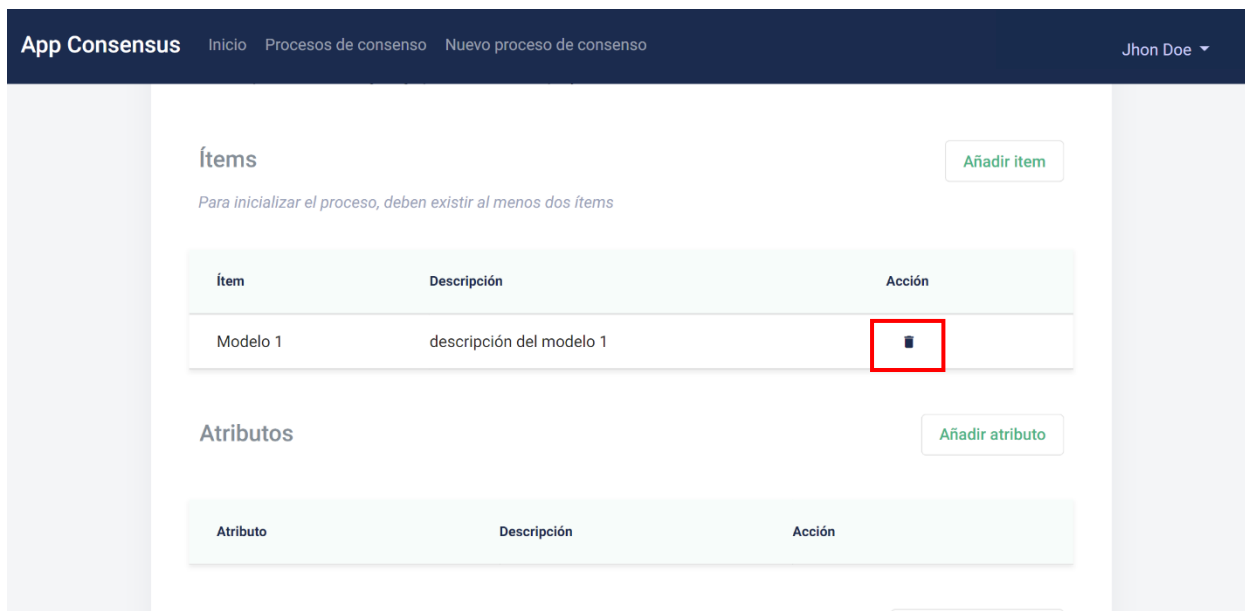 App Consensus Inicio Procesos de consenso Nuevo proceso de consenso Jhon Doe
Ítems Añadir item
Para inicializar el proceso, deben existir al menos dos ítems
Ítem Descripción Acción
Modelo 1 descripción del modelo 1
Atributos Añadir atributo
Atributo Descripción Acción